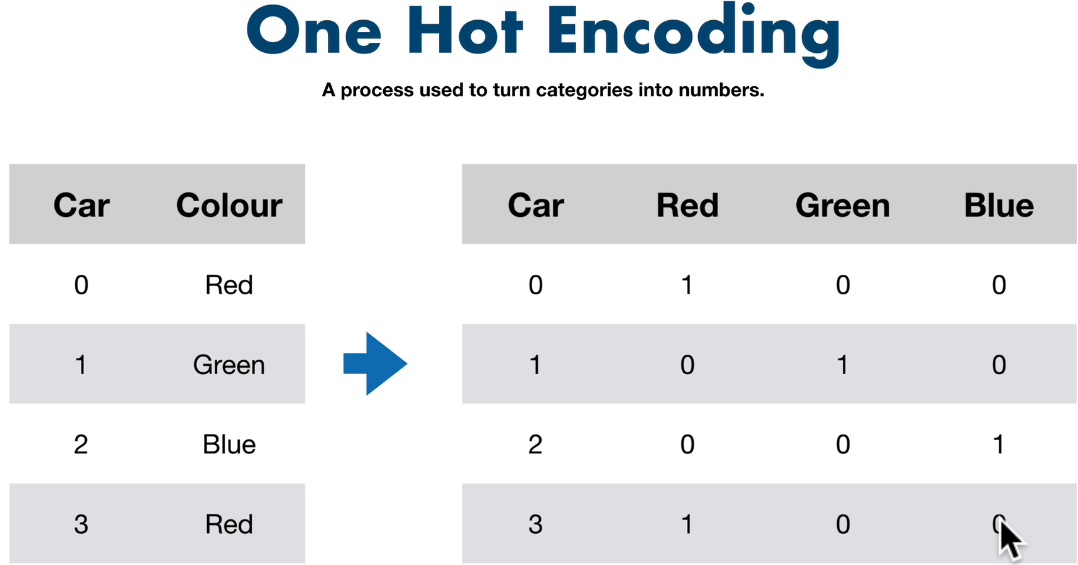 One Hot Encoding
A process used to turn categories into numbers.
Car Colour
0 Red
1 Green
2 Blue
3 Red
Car Red Green Blue
0 1 0 0
1 0 1 0
2 0 0 1
3 1 0 0